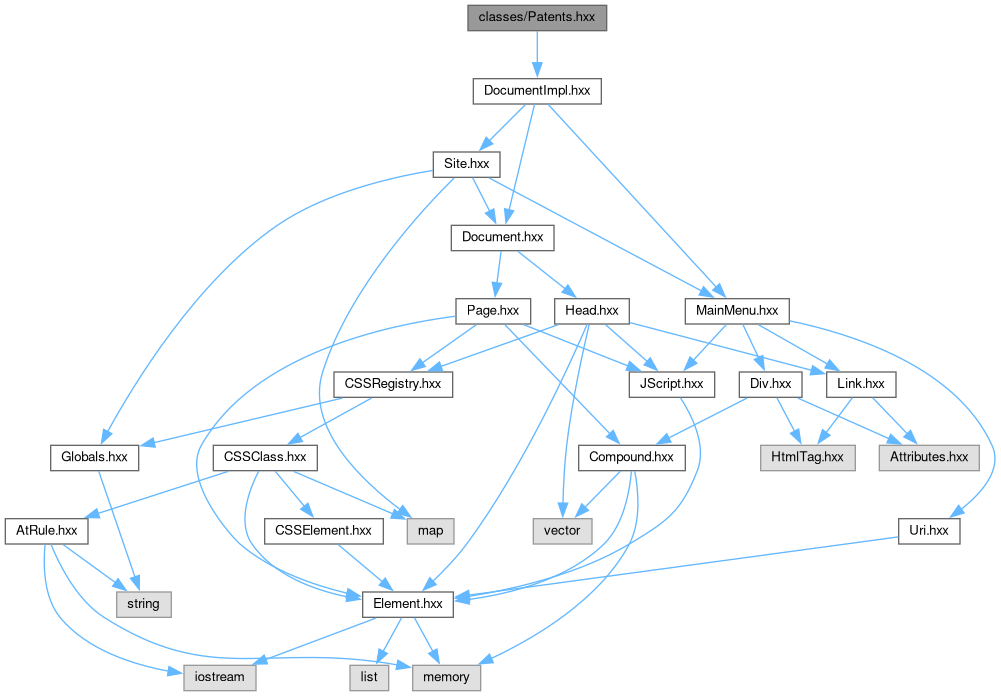 classes/Patents.hxx
DocumentImpl.hxx
Site.hxx
Document.hxx
Page.hxx
Head.hxx
MainMenu.hxx
CSSRegistry.hxx
JScript.hxx
Div.hxx
Link.hxx
Globals.hxx
CSSClass.hxx
Compound.hxx
HtmlTag.hxx
Attributes.hxx
AtRule.hxx
CSSElement.hxx
map
vector
Uri.hxx
string
Element.hxx
iostream
list
memory